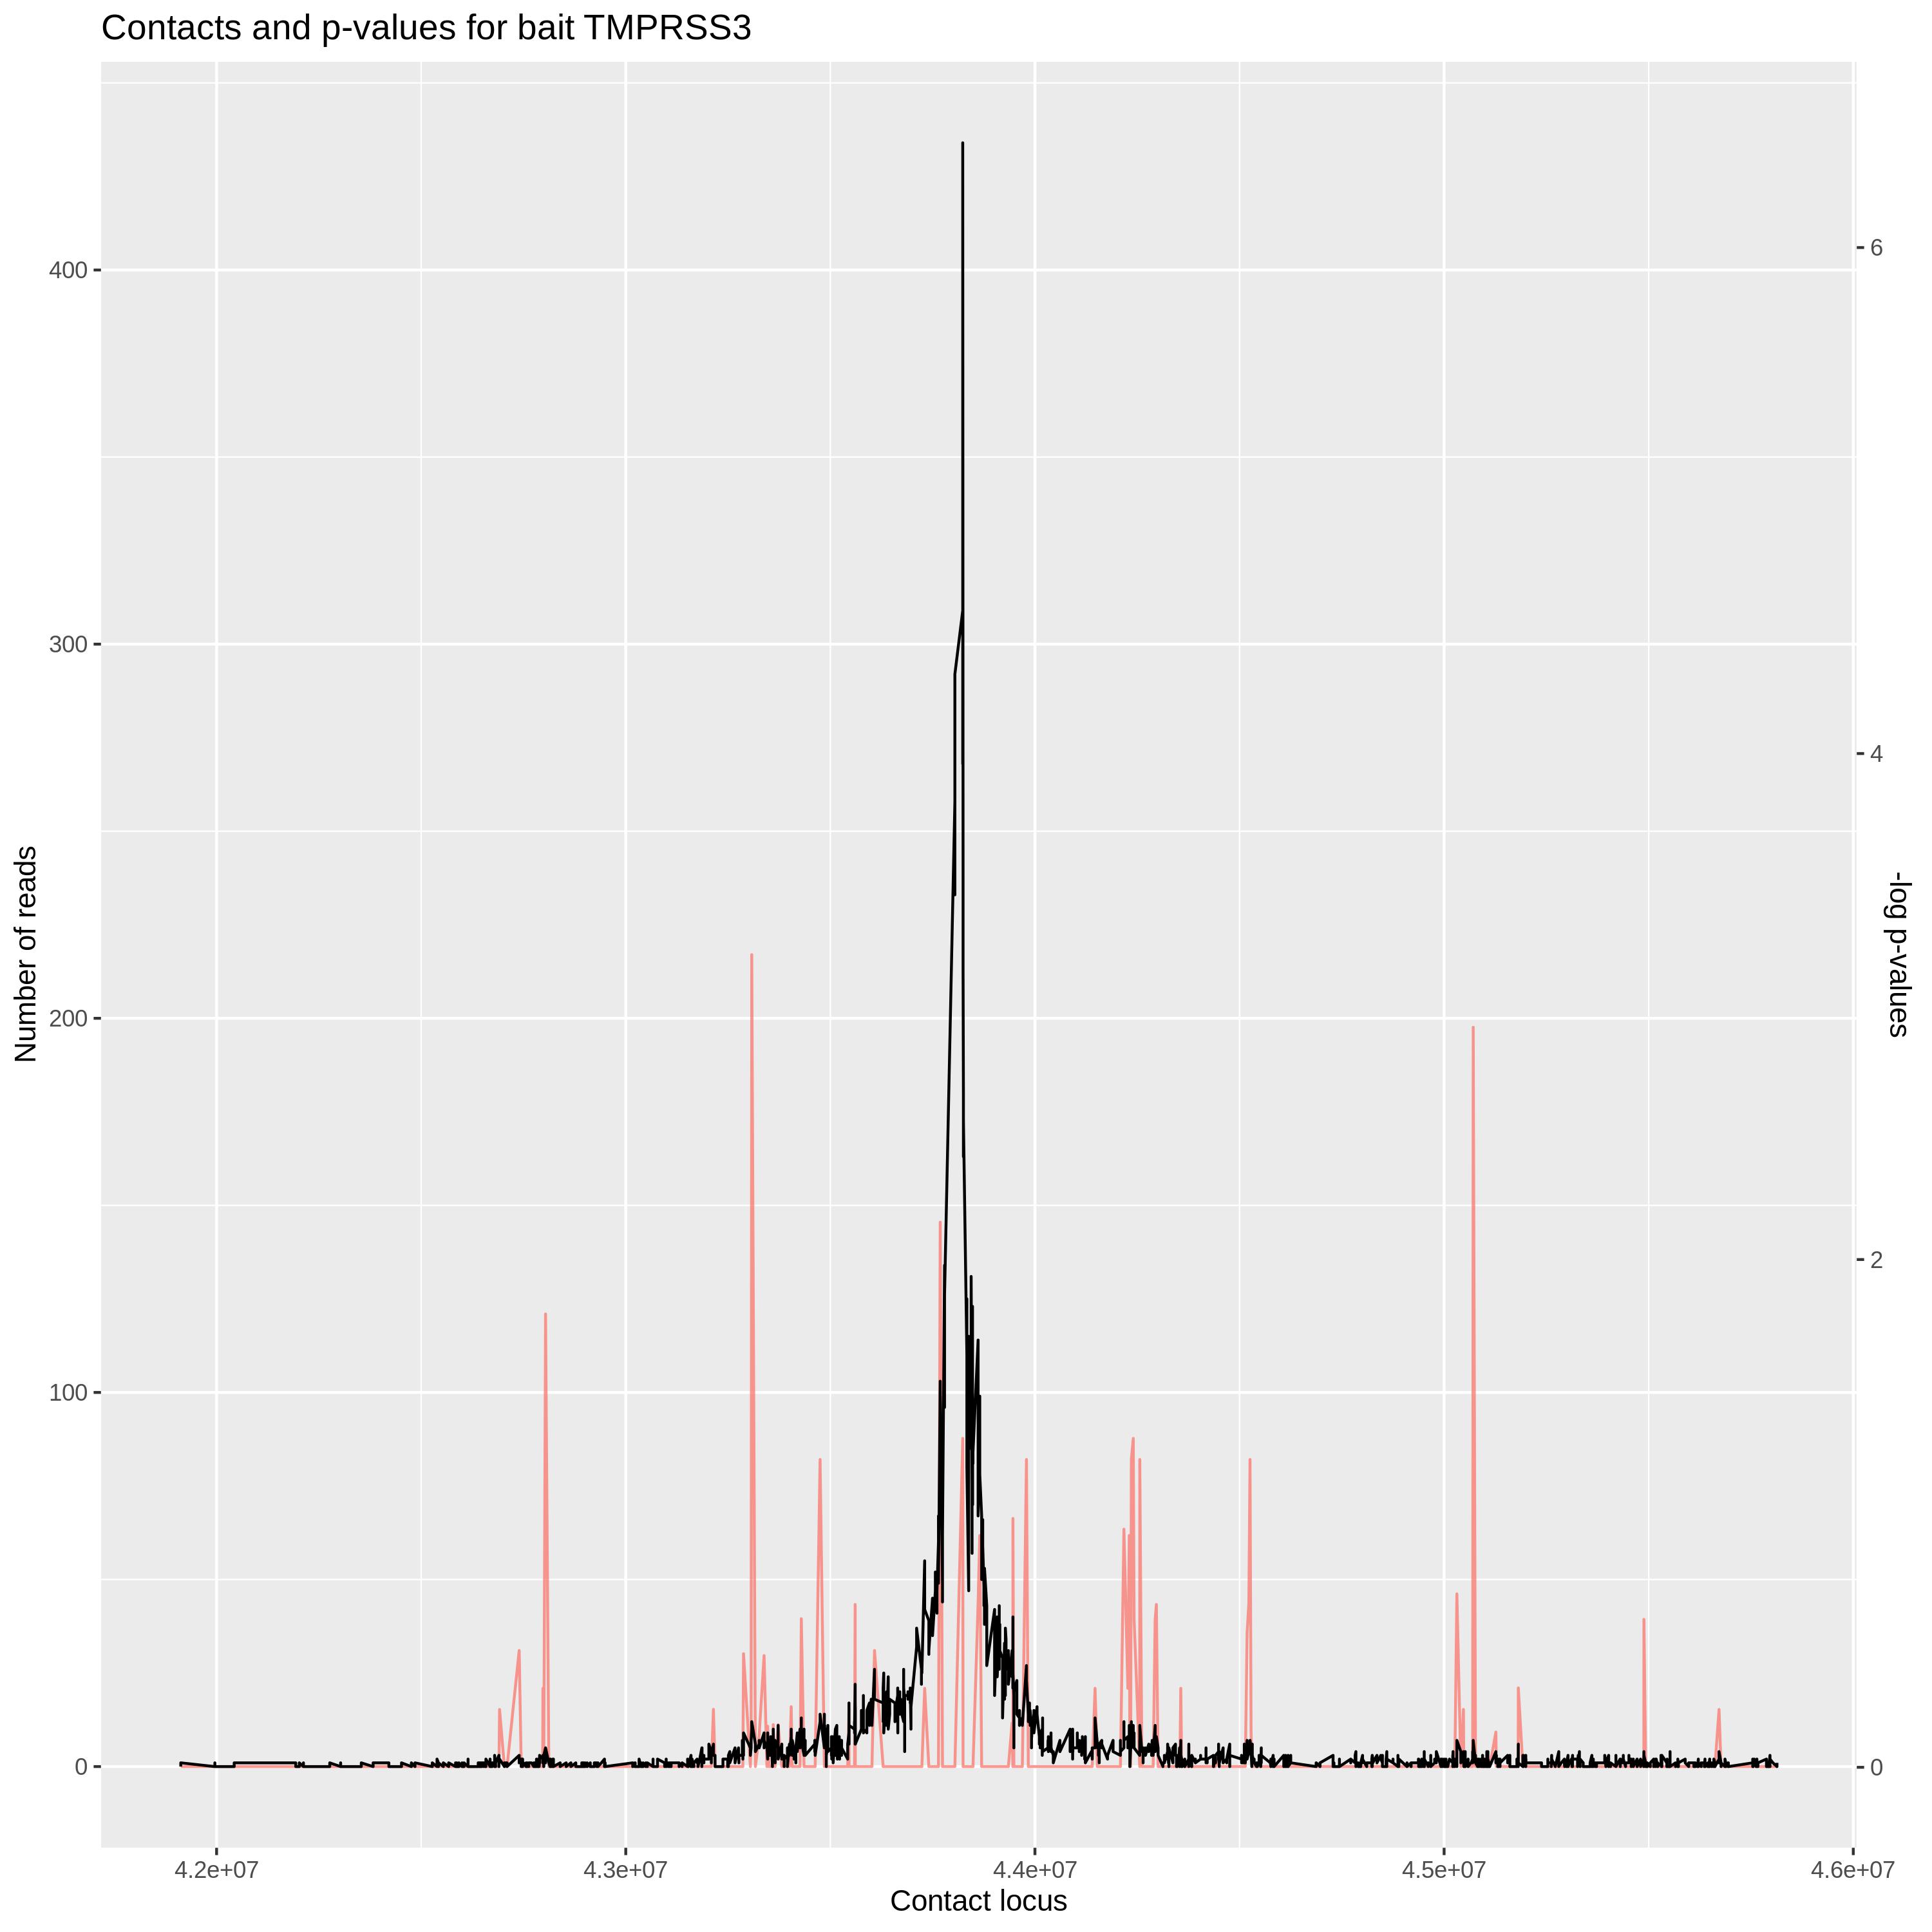 Contacts and p-values for bait TMPRSS3
400
300
200
100
0
Number of reads
6
4
2
0
-log p-values
4.2e+07
4.3e+07
4.4e+07
4.5e+07
4.6e+07
Contact locus